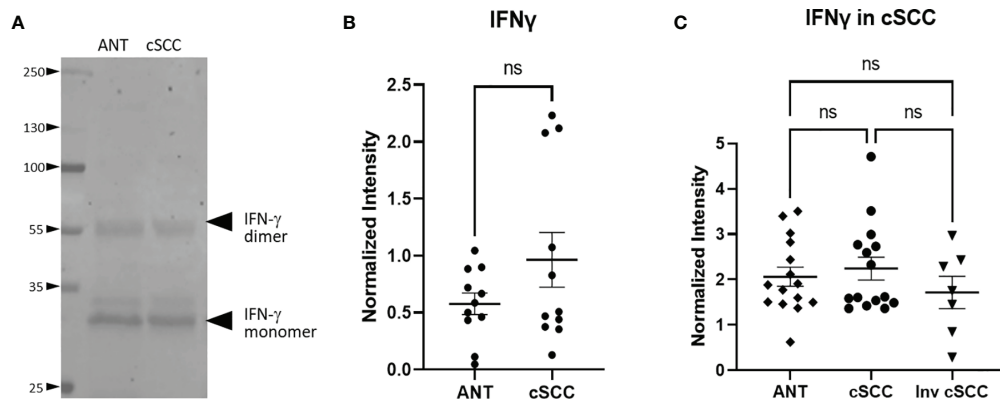 A
ANT cSCC
250
130
100
55
35
25
IFN-γ
dimer
IFN-γ
monomer
B
IFNγ
ns
Normalized Intensity
2.5
2.0
1.5
1.0
0.5
0.0
ANT cSCC
C
IFNγ in cSCC
ns
ns ns
Normalized Intensity
5
4
3
2
1
0
ANT cSCC Inv cSCC